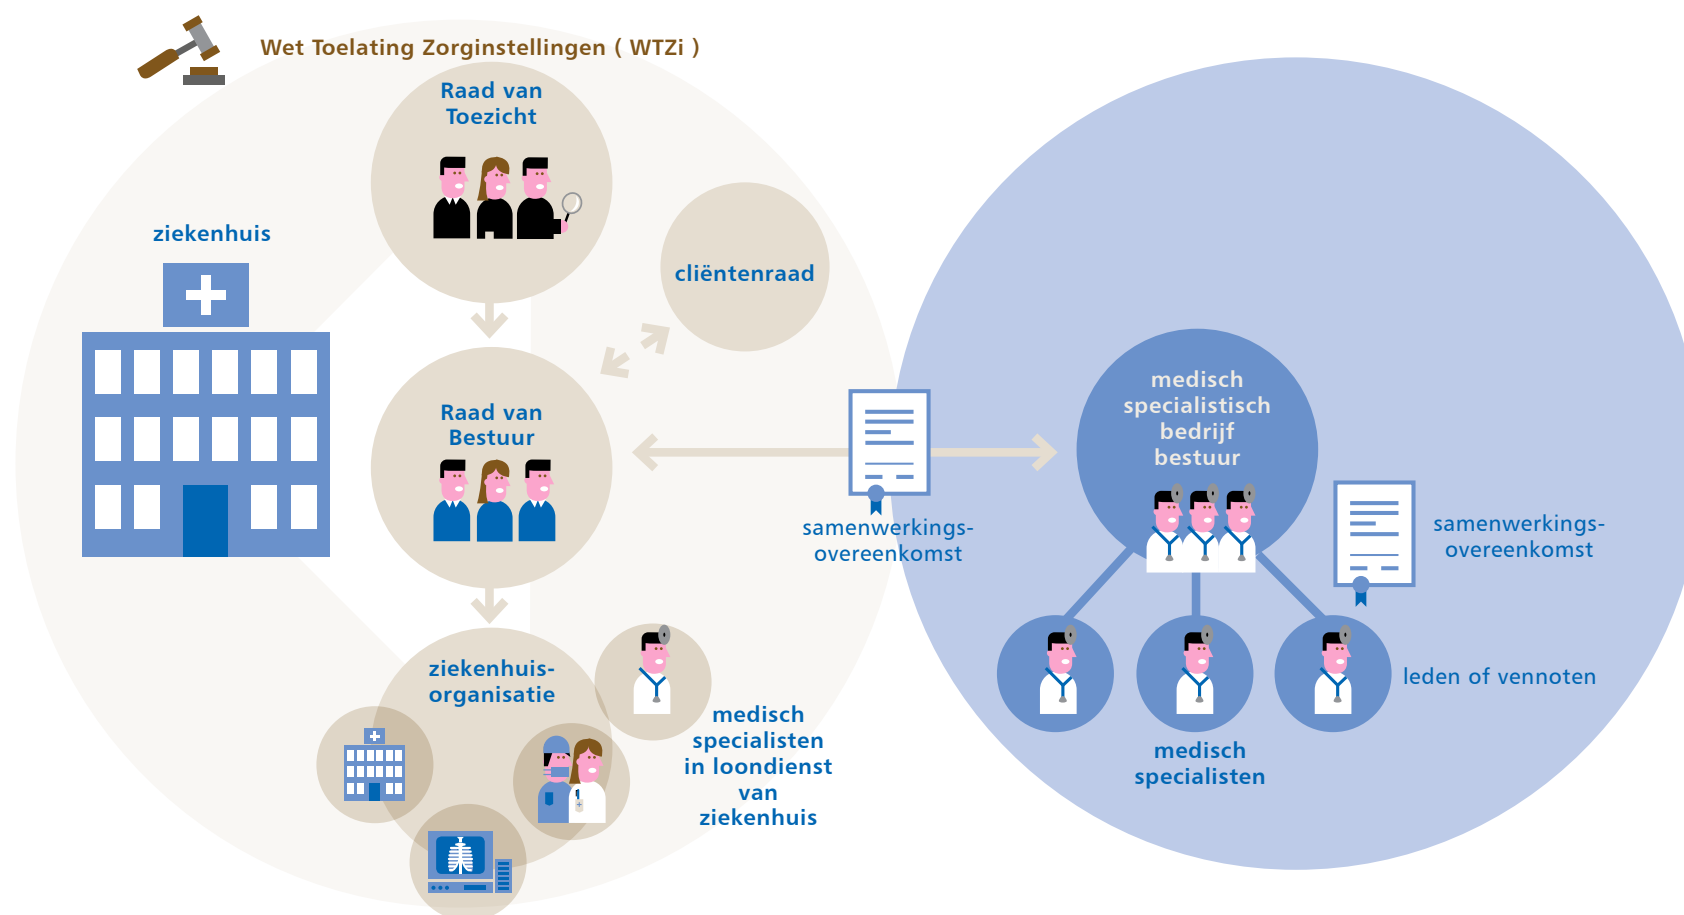 Wet Toelating Zorginstellingen ( WTZi )
Raad van
Toezicht
ziekenhuis
cliëntenraad
Raad van
Bestuur
samenwerkings-
overeenkomst
medisch
specialistisch
bedrijf
bestuur
samenwerkings-
overeenkomst
ziekenhuis-
organisatie
medisch
specialisten
in loondienst
van
ziekenhuis
leden of vennoten
medisch
specialisten